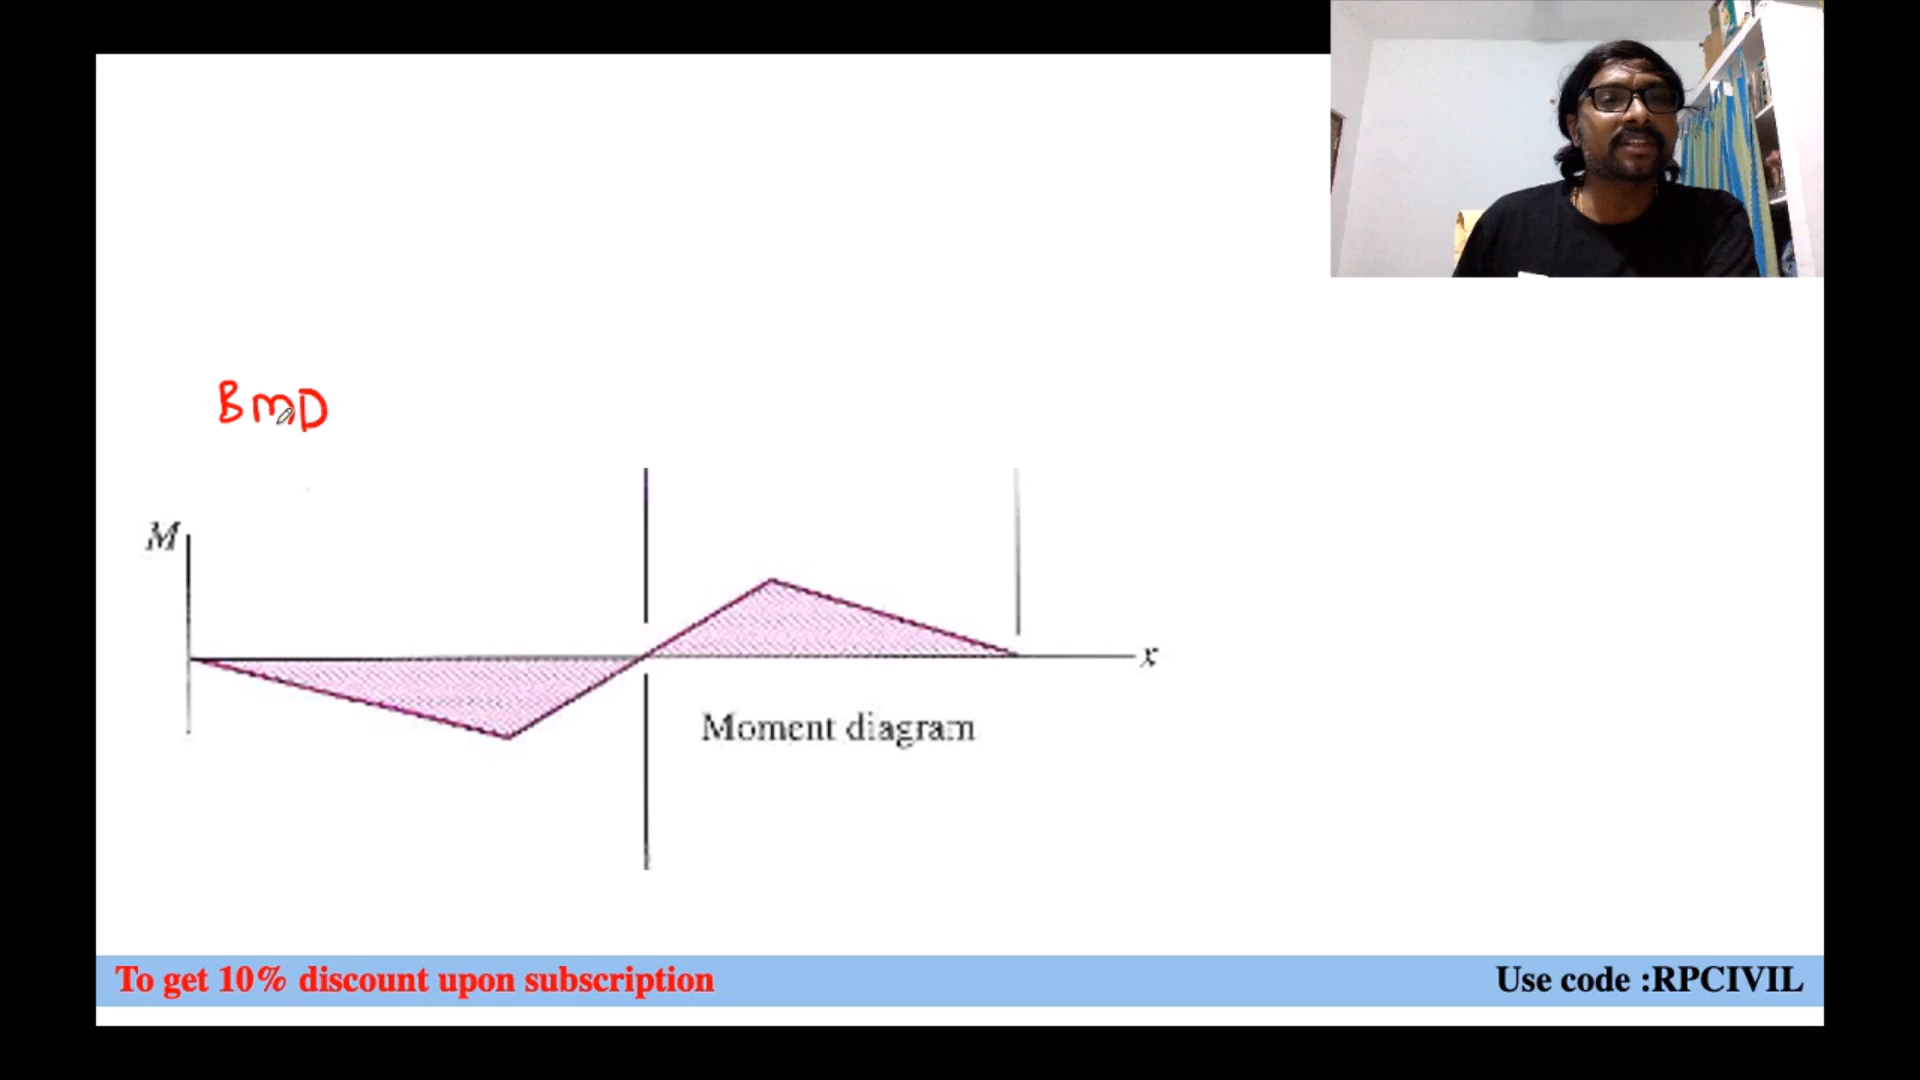 BMD
M
x
Moment diagram
To get 10% discount upon subscription
Use code :RPCIVIL